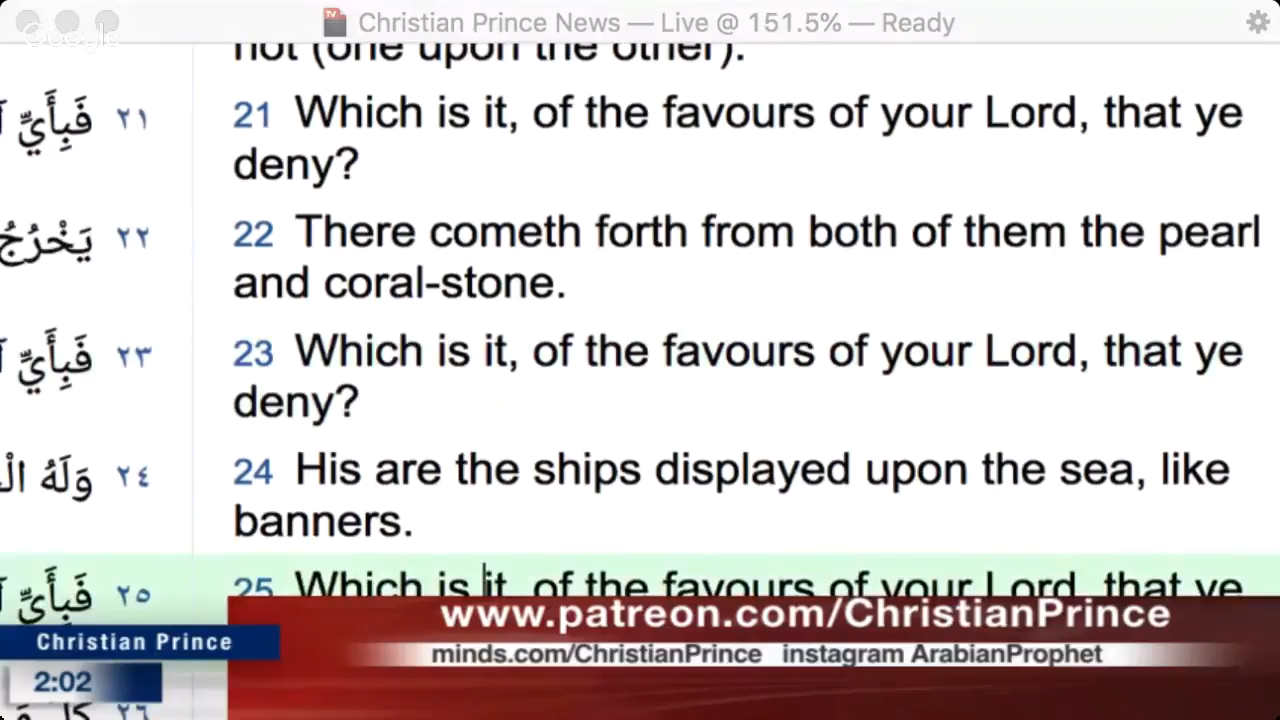 Google
Christian Prince News — Live @ 151.5% — Ready
not (one upon the other).
فَبِأَيِّ ٢١
21 Which is it, of the favours of your Lord, that ye
deny?
يَخْرُجُ ٢٢
22 There cometh forth from both of them the pearl
and coral-stone.
فَبِأَيِّ ٢٣
23 Which is it, of the favours of your Lord, that ye
deny?
وَلَهُ ٢٤
24 His are the ships displayed upon the sea, like
banners.
فَبِأَيِّ ٢٥
25 Which is it, of the favours of your Lord, that ye
www.patreon.com/ChristianPrince
Christian Prince
minds.com/ChristianPrince instagram ArabianProphet
2:02
٢٦